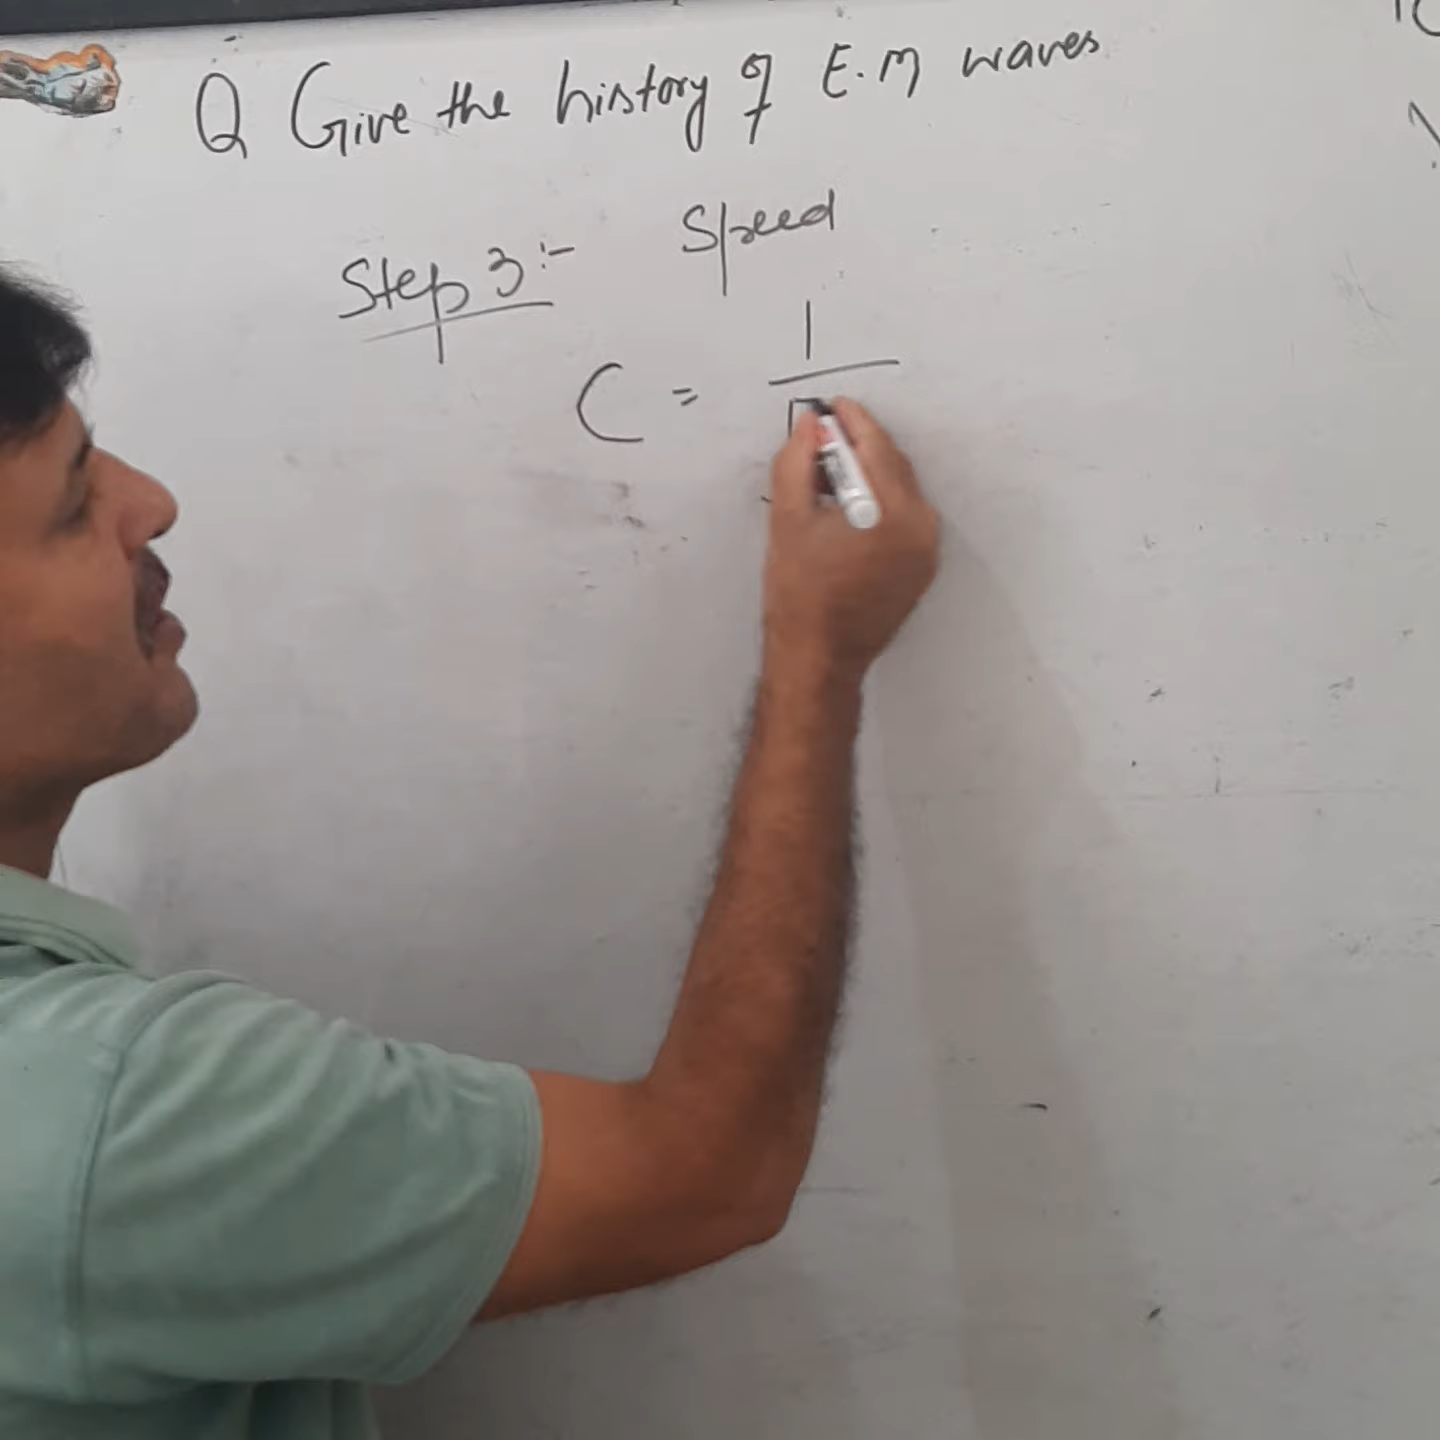 Q Give the history of E.M waves
Step 3:- Speed
C = 1